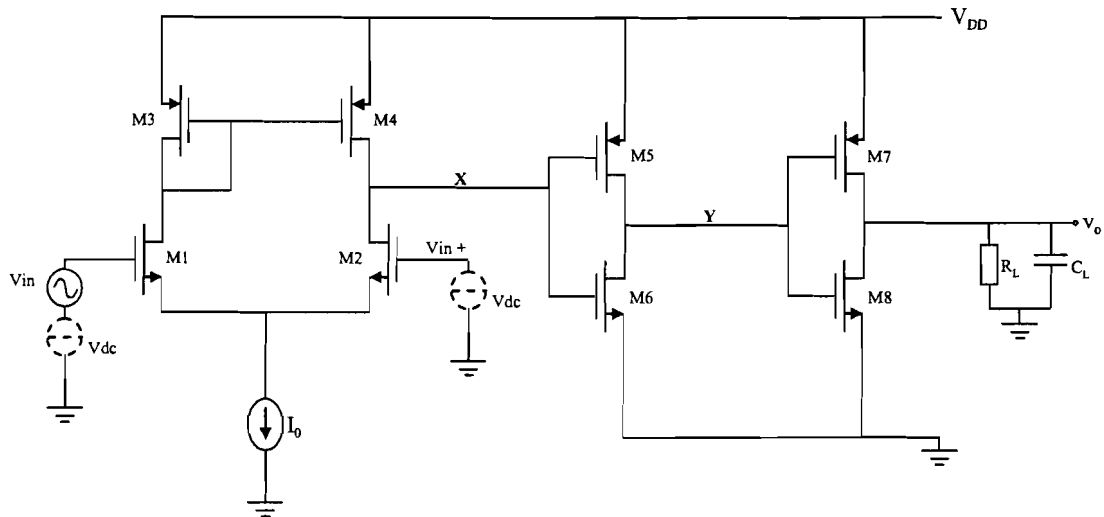 V_DD
M3
M4
M5
M7
X
Y
M1
M2
Vin +
Vin
Vdc
Vdc
M6
M8
R_L
C_L
v_o
I_0